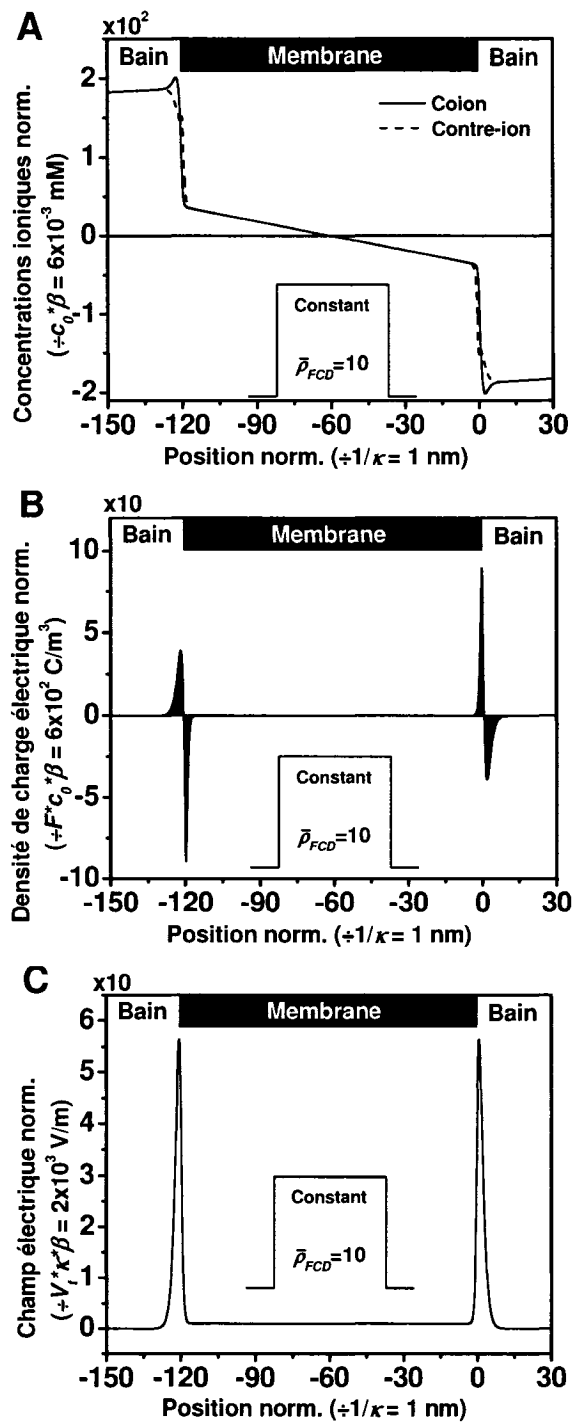 A
x10²
Bain
Membrane
Bain
Coion
Contre-ion
Concentrations ioniques norm.
(÷c₀*β = 6x10⁻³ mM)
2
1
0
-1
-2
Constant
ρ̄_FCD=10
-150 -120 -90 -60 -30 0 30
Position norm. (÷1/κ = 1 nm)
B
x10
Bain
Membrane
Bain
Densité de charge électrique norm.
(÷F*c₀*β = 6x10² C/m³)
10
5
0
-5
-10
Constant
ρ̄_FCD=10
-150 -120 -90 -60 -30 0 30
Position norm. (÷1/κ = 1 nm)
C
x10
Bain
Membrane
Bain
Champ électrique norm.
(÷Vₜ*κ*β = 2x10³ V/m)
6
5
4
3
2
1
0
Constant
ρ̄_FCD=10
-150 -120 -90 -60 -30 0 30
Position norm. (÷1/κ = 1 nm)